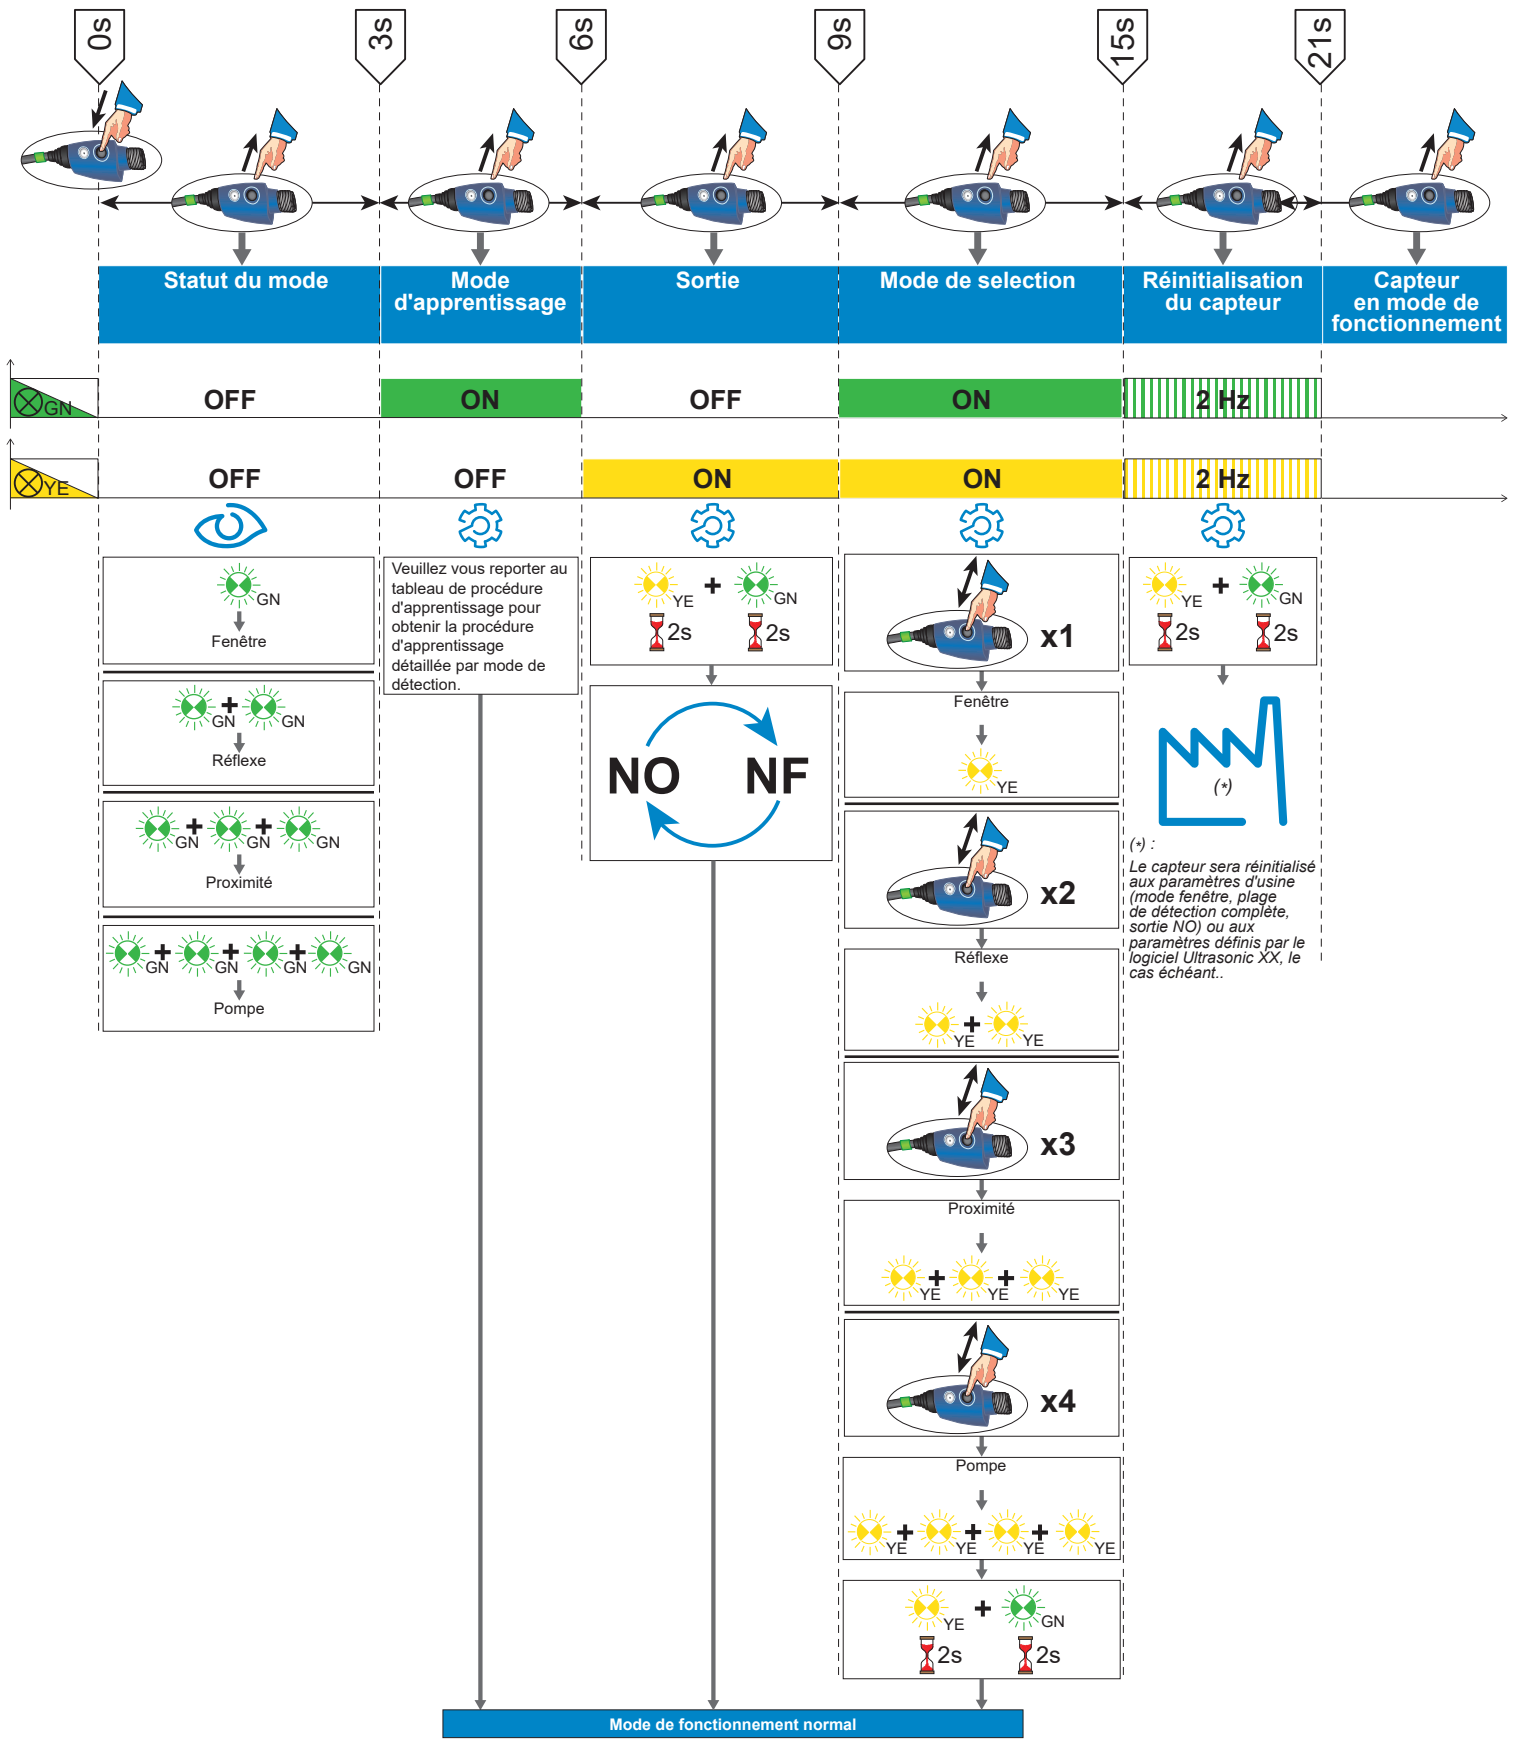 0s
3s
6s
9s
15s
21s
Statut du mode
Mode
d'apprentissage
Sortie
Mode de selection
Réinitialisation
du capteur
Capteur
en mode de
fonctionnement
GN
OFF
ON
OFF
ON
2 Hz
YE
OFF
OFF
ON
ON
2 Hz
GN
Fenêtre
GN + GN
Réflexe
GN + GN + GN
Proximité
GN + GN + GN + GN
Pompe
Veuillez vous reporter au
tableau de procédure
d'apprentissage pour
obtenir la procédure
d'apprentissage
détaillée par mode de
détection.
YE + GN
2s 2s
NO NF
x1
Fenêtre
YE
x2
Réflexe
YE + YE
x3
Proximité
YE + YE + YE
x4
Pompe
YE + YE + YE + YE
YE + GN
2s 2s
YE + GN
2s 2s
(*)
(*) :
Le capteur sera réinitialisé
aux paramètres d'usine
(mode fenêtre, plage
de détection complète,
sortie NO) ou aux
paramètres définis par le
logiciel Ultrasonic XX, le
cas échéant..
Mode de fonctionnement normal